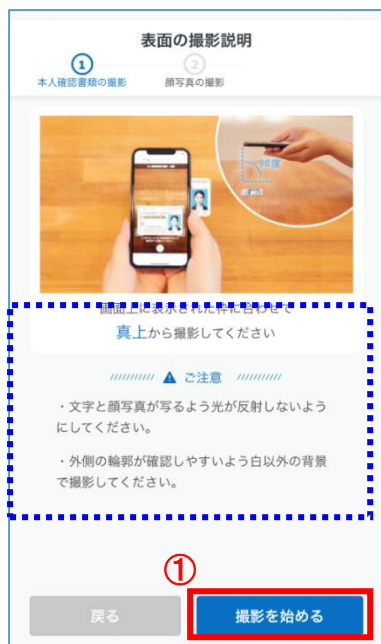 表面の撮影説明
① ②
本人確認書類の撮影 顔写真の撮影
90度
画面上に表示された枠に合わせて
真上から撮影してください
ご注意
・文字と顔写真が写るよう光が反射しないよう
にしてください。
・外側の輪郭が確認しやすいよう白以外の背景
で撮影してください。
①
戻る 撮影を始める